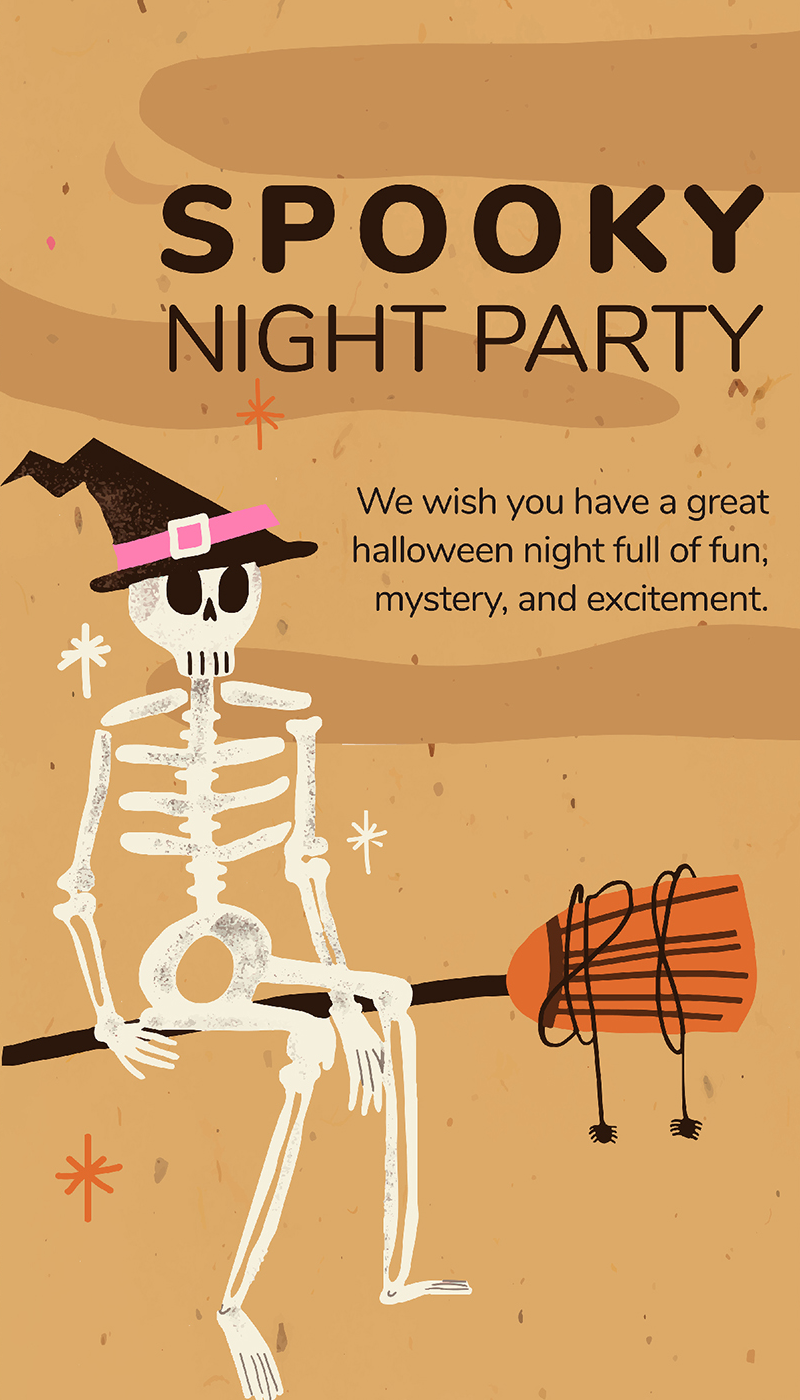 SPOOKY
NIGHT PARTY
We wish you have a great
halloween night full of fun,
mystery, and excitement.